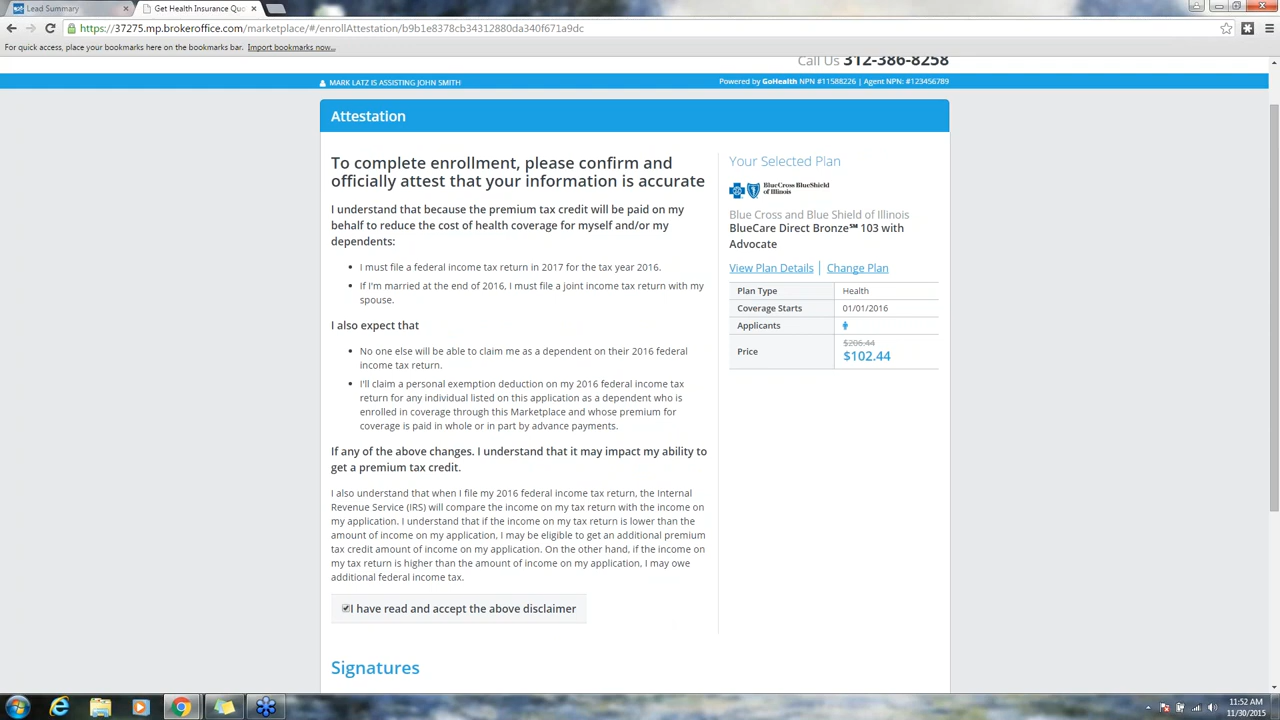 Lead Summary
Get Health Insurance Quo
https://37275.mp.brokeroffice.com/marketplace/#/enrollAttestation/b9b1e8378cb34312880da340f671a9dc
For quick access, place your bookmarks here on the bookmarks bar. Import bookmarks now...
Call Us 312-386-8258
MARK LATZ IS ASSISTING JOHN SMITH
Powered by GoHealth NPN #11588226 | Agent NPN: #123456789
Attestation
To complete enrollment, please confirm and
officially attest that your information is accurate
I understand that because the premium tax credit will be paid on my
behalf to reduce the cost of health coverage for myself and/or my
dependents:
• I must file a federal income tax return in 2017 for the tax year 2016.
• If I'm married at the end of 2016, I must file a joint income tax return with my
spouse.
I also expect that
• No one else will be able to claim me as a dependent on their 2016 federal
income tax return.
• I'll claim a personal exemption deduction on my 2016 federal income tax
return for any individual listed on this application as a dependent who is
enrolled in coverage through this Marketplace and whose premium for
coverage is paid in whole or in part by advance payments.
If any of the above changes. I understand that it may impact my ability to
get a premium tax credit.
I also understand that when I file my 2016 federal income tax return, the Internal
Revenue Service (IRS) will compare the income on my tax return with the income on
my application. I understand that if the income on my tax return is lower than the
amount of income on my application, I may be eligible to get an additional premium
tax credit amount of income on my application. On the other hand, if the income on
my tax return is higher than the amount of income on my application, I may owe
additional federal income tax.
I have read and accept the above disclaimer
Signatures
Your Selected Plan
BlueCross BlueShield
of Illinois
Blue Cross and Blue Shield of Illinois
BlueCare Direct Bronze℠ 103 with
Advocate
View Plan Details | Change Plan
Plan Type Health
Coverage Starts 01/01/2016
Applicants
$206.44
Price
$102.44
11:52 AM
11/30/2015